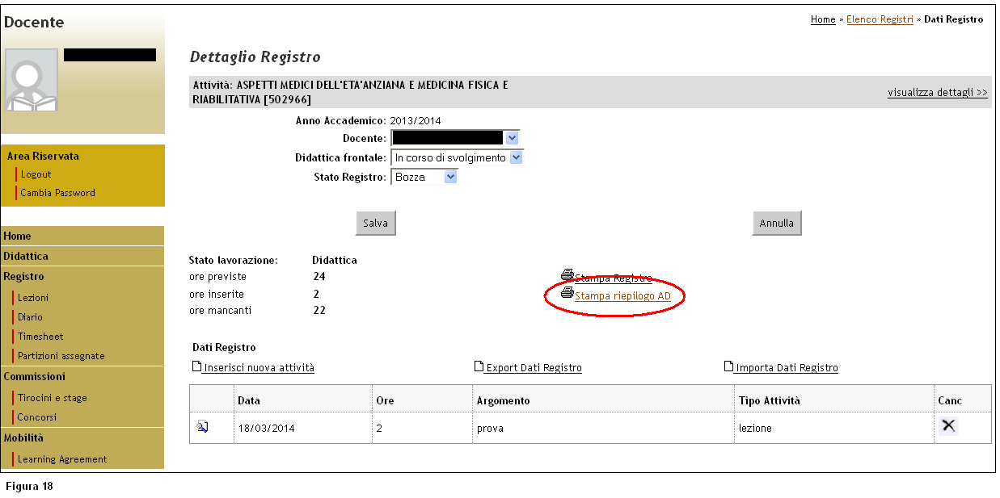 Docente
Home » Elenco Registri » Dati Registro
Dettaglio Registro
Attività: ASPETTI MEDICI DELL'ETA'ANZIANA E MEDICINA FISICA E
RIABILITATIVA [502966]
visualizza dettagli >>
Anno Accademico: 2013/2014
Docente:
Didattica frontale: In corso di svolgimento
Stato Registro: Bozza
Salva
Annulla
Area Riservata
Logout
Cambia Password
Home
Didattica
Registro
Lezioni
Diario
Timesheet
Partizioni assegnate
Commissioni
Tirocini e stage
Concorsi
Mobilità
Learning Agreement
Stato lavorazione: Didattica
ore previste 24
ore inserite 2
ore mancanti 22
Stampa Registro
Stampa riepilogo AD
Dati Registro
Inserisci nuova attività
Export Dati Registro
Importa Dati Registro
Data Ore Argomento Tipo Attività Canc
18/03/2014 2 prova lezione
Figura 18